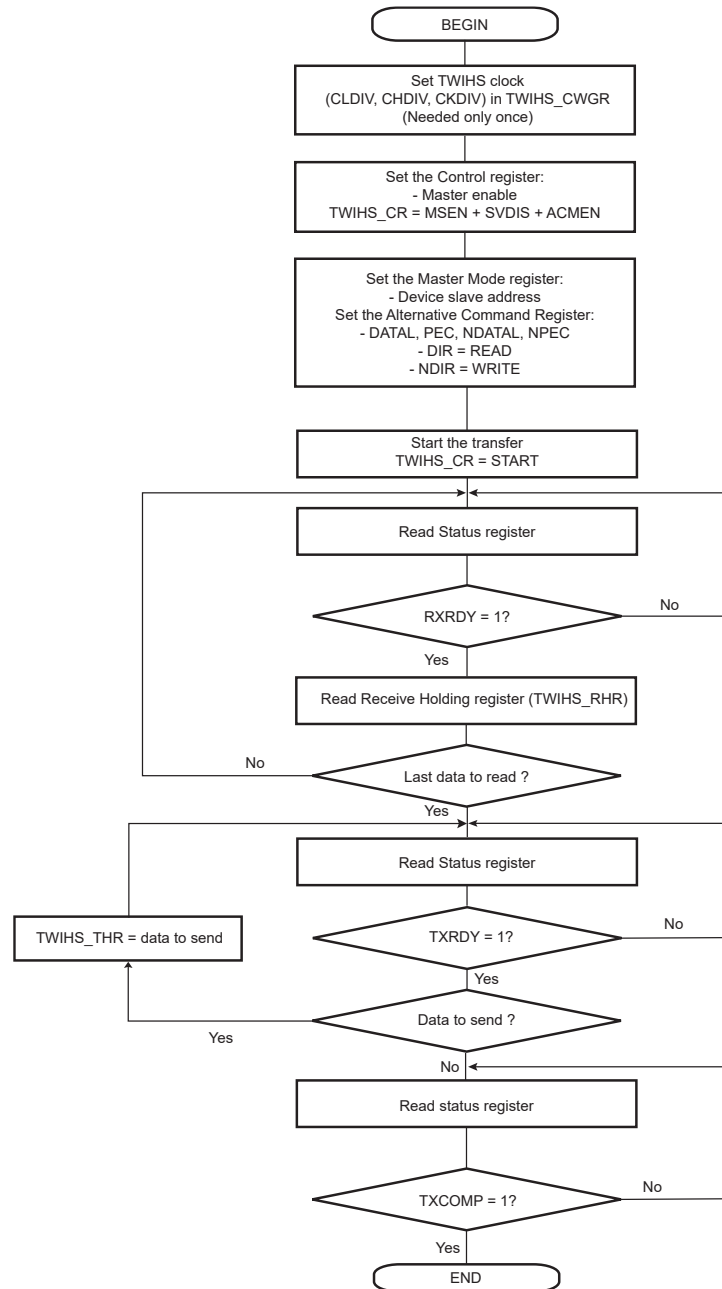 BEGIN
Set TWIHS clock
(CLDIV, CHDIV, CKDIV) in TWIHS_CWGR
(Needed only once)
Set the Control register:
- Master enable
TWIHS_CR = MSEN + SVDIS + ACMEN
Set the Master Mode register:
- Device slave address
Set the Alternative Command Register:
- DATAL, PEC, NDATAL, NPEC
- DIR = READ
- NDIR = WRITE
Start the transfer
TWIHS_CR = START
Read Status register
RXRDY = 1?
No
Yes
Read Receive Holding register (TWIHS_RHR)
No
Last data to read ?
Yes
Read Status register
TWIHS_THR = data to send
TXRDY = 1?
No
Yes
Data to send ?
Yes
No
Read status register
TXCOMP = 1?
No
Yes
END